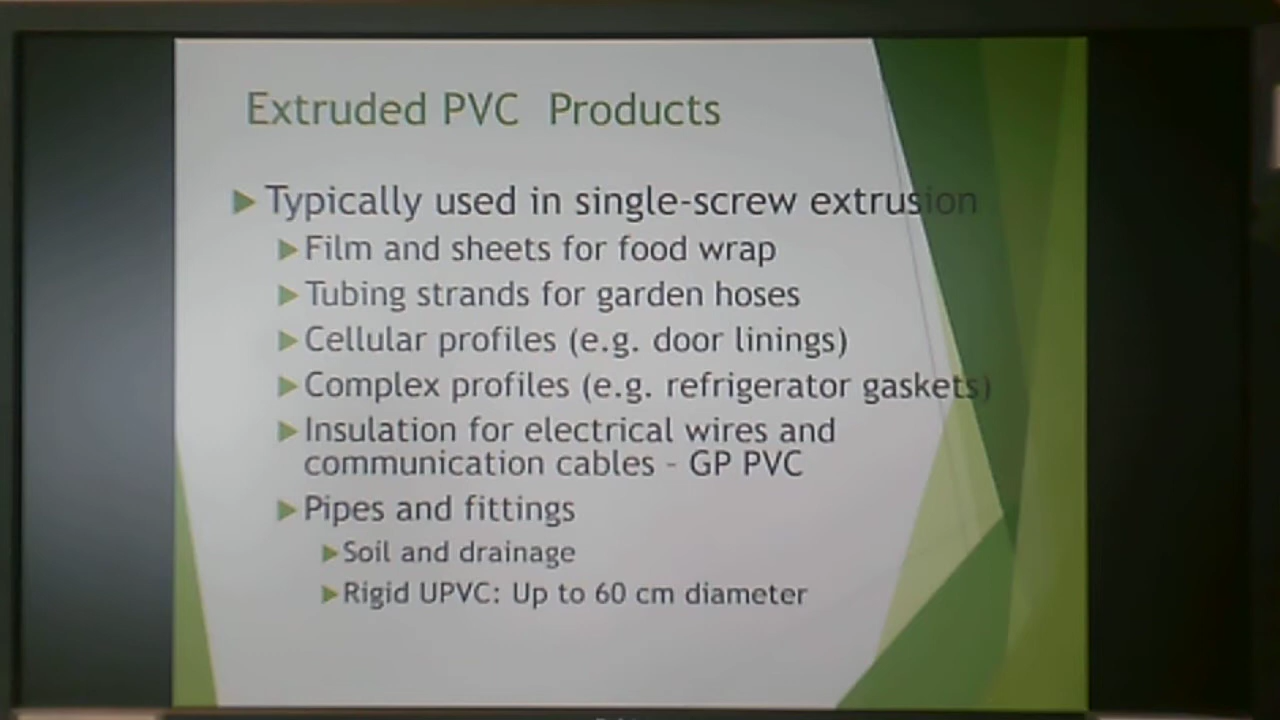 Extruded PVC Products
Typically used in single-screw extrusion
Film and sheets for food wrap
Tubing strands for garden hoses
Cellular profiles (e.g. door linings)
Complex profiles (e.g. refrigerator gaskets)
Insulation for electrical wires and
communication cables - GP PVC
Pipes and fittings
Soil and drainage
Rigid UPVC: Up to 60 cm diameter